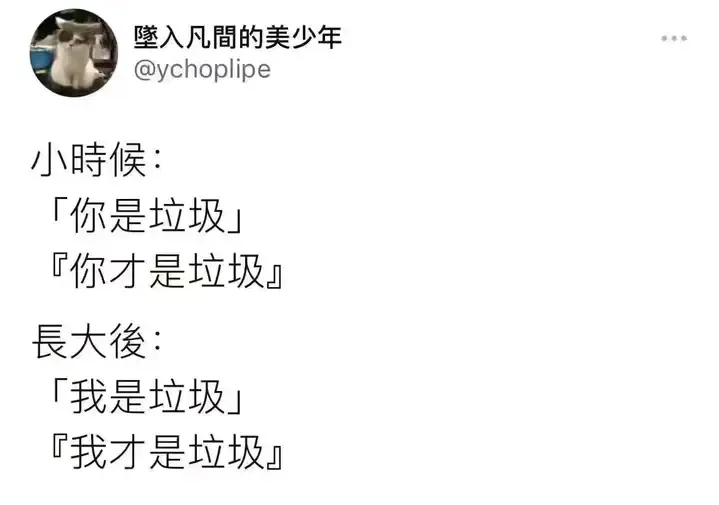 墜入凡間的美少年
@ychoplipe
小時候：
「你是垃圾」
『你才是垃圾』
長大後：
「我是垃圾」
『我才是垃圾』